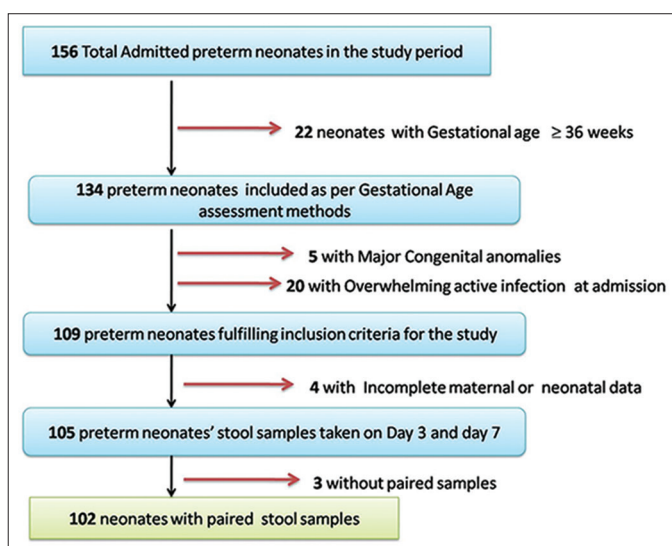 156 Total Admitted preterm neonates in the study period
22 neonates with Gestational age ≥ 36 weeks
134 preterm neonates included as per Gestational Age
assessment methods
5 with Major Congenital anomalies
20 with Overwhelming active infection at admission
109 preterm neonates fulfilling inclusion criteria for the study
4 with Incomplete maternal or neonatal data
105 preterm neonates' stool samples taken on Day 3 and day 7
3 without paired samples
102 neonates with paired stool samples